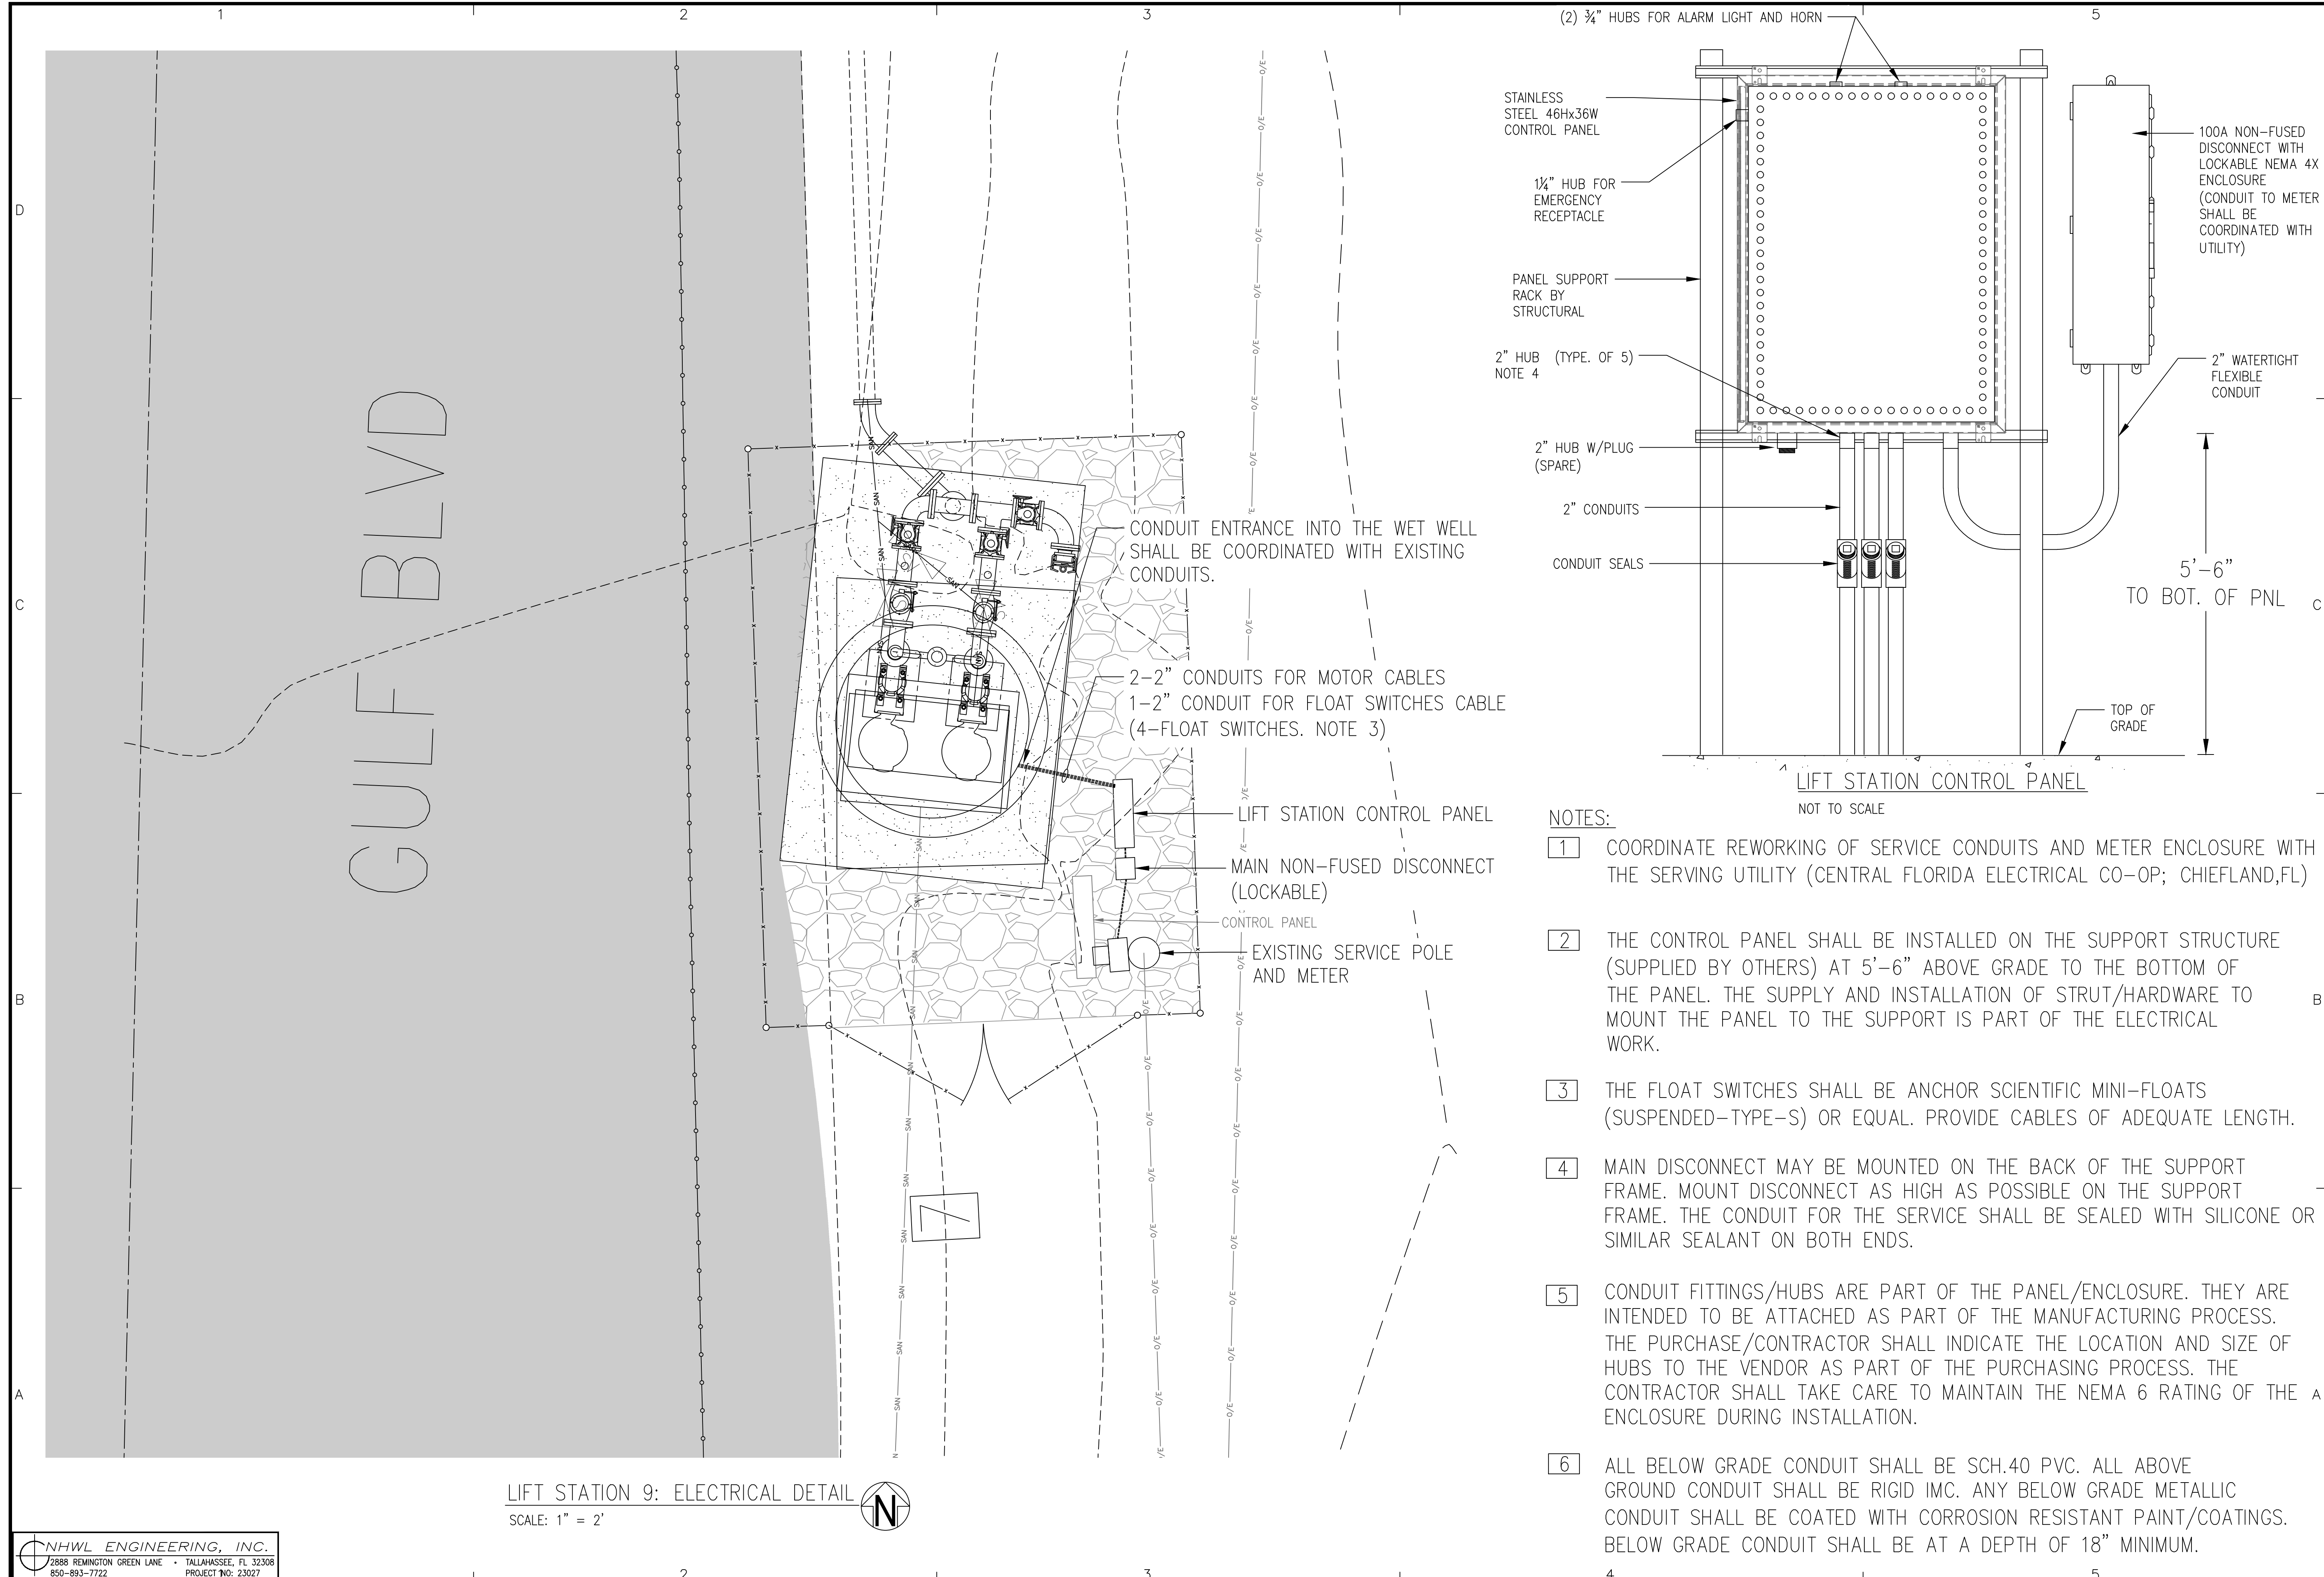 1
2
3
5
D
C
B
A
GULF BLVD
CONDUIT ENTRANCE INTO THE WET WELL
SHALL BE COORDINATED WITH EXISTING
CONDUITS.
2-2" CONDUITS FOR MOTOR CABLES
1-2" CONDUIT FOR FLOAT SWITCHES CABLE
(4-FLOAT SWITCHES. NOTE 3)
LIFT STATION CONTROL PANEL
MAIN NON-FUSED DISCONNECT
(LOCKABLE)
CONTROL PANEL
EXISTING SERVICE POLE
AND METER
SAN
O/E
7
LIFT STATION 9: ELECTRICAL DETAIL
SCALE: 1" = 2'
N
NHWL ENGINEERING, INC.
2888 REMINGTON GREEN LANE • TALLAHASSEE, FL 32308
850-893-7722 PROJECT NO: 23027
(2) ¾" HUBS FOR ALARM LIGHT AND HORN
STAINLESS
STEEL 46Hx36W
CONTROL PANEL
1¼" HUB FOR
EMERGENCY
RECEPTACLE
PANEL SUPPORT
RACK BY
STRUCTURAL
2" HUB (TYPE. OF 5)
NOTE 4
2" HUB W/PLUG
(SPARE)
2" CONDUITS
CONDUIT SEALS
100A NON-FUSED
DISCONNECT WITH
LOCKABLE NEMA 4X
ENCLOSURE
(CONDUIT TO METER
SHALL BE
COORDINATED WITH
UTILITY)
2" WATERTIGHT
FLEXIBLE
CONDUIT
5'-6"
TO BOT. OF PNL
TOP OF
GRADE
LIFT STATION CONTROL PANEL
NOT TO SCALE
NOTES:
1 COORDINATE REWORKING OF SERVICE CONDUITS AND METER ENCLOSURE WITH
THE SERVING UTILITY (CENTRAL FLORIDA ELECTRICAL CO-OP; CHIEFLAND,FL)
2 THE CONTROL PANEL SHALL BE INSTALLED ON THE SUPPORT STRUCTURE
(SUPPLIED BY OTHERS) AT 5'-6" ABOVE GRADE TO THE BOTTOM OF
THE PANEL. THE SUPPLY AND INSTALLATION OF STRUT/HARDWARE TO
MOUNT THE PANEL TO THE SUPPORT IS PART OF THE ELECTRICAL
WORK.
3 THE FLOAT SWITCHES SHALL BE ANCHOR SCIENTIFIC MINI-FLOATS
(SUSPENDED-TYPE-S) OR EQUAL. PROVIDE CABLES OF ADEQUATE LENGTH.
4 MAIN DISCONNECT MAY BE MOUNTED ON THE BACK OF THE SUPPORT
FRAME. MOUNT DISCONNECT AS HIGH AS POSSIBLE ON THE SUPPORT
FRAME. THE CONDUIT FOR THE SERVICE SHALL BE SEALED WITH SILICONE OR
SIMILAR SEALANT ON BOTH ENDS.
5 CONDUIT FITTINGS/HUBS ARE PART OF THE PANEL/ENCLOSURE. THEY ARE
INTENDED TO BE ATTACHED AS PART OF THE MANUFACTURING PROCESS.
THE PURCHASE/CONTRACTOR SHALL INDICATE THE LOCATION AND SIZE OF
HUBS TO THE VENDOR AS PART OF THE PURCHASING PROCESS. THE
CONTRACTOR SHALL TAKE CARE TO MAINTAIN THE NEMA 6 RATING OF THE
ENCLOSURE DURING INSTALLATION.
6 ALL BELOW GRADE CONDUIT SHALL BE SCH.40 PVC. ALL ABOVE
GROUND CONDUIT SHALL BE RIGID IMC. ANY BELOW GRADE METALLIC
CONDUIT SHALL BE COATED WITH CORROSION RESISTANT PAINT/COATINGS.
BELOW GRADE CONDUIT SHALL BE AT A DEPTH OF 18" MINIMUM.
C
B
A
1
2
3
4
5